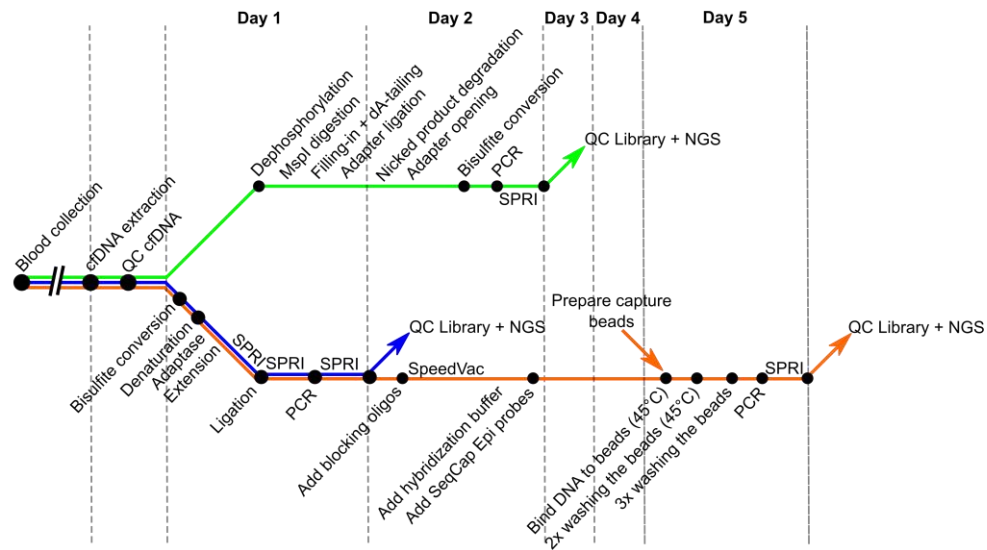 Day 1
Day 2
Day 3
Day 4
Day 5
Blood collection
cfDNA extraction
QC cfDNA
Dephosphorylation
MspI digestion
Filling-in + dA-tailing
Adapter ligation
Nicked product degradation
Adapter opening
Bisulfite conversion
PCR
SPRI
QC Library + NGS
Bisulfite conversion
Denaturation
Adaptase
Extension
SPRI
Ligation
SPRI
PCR
SPRI
QC Library + NGS
Add blocking oligos
SpeedVac
Add hybridization buffer
Add SeqCap Epi probes
Prepare capture
beads
Bind DNA to beads (45°C)
2x washing the beads (45°C)
3x washing the beads
PCR
SPRI
QC Library + NGS